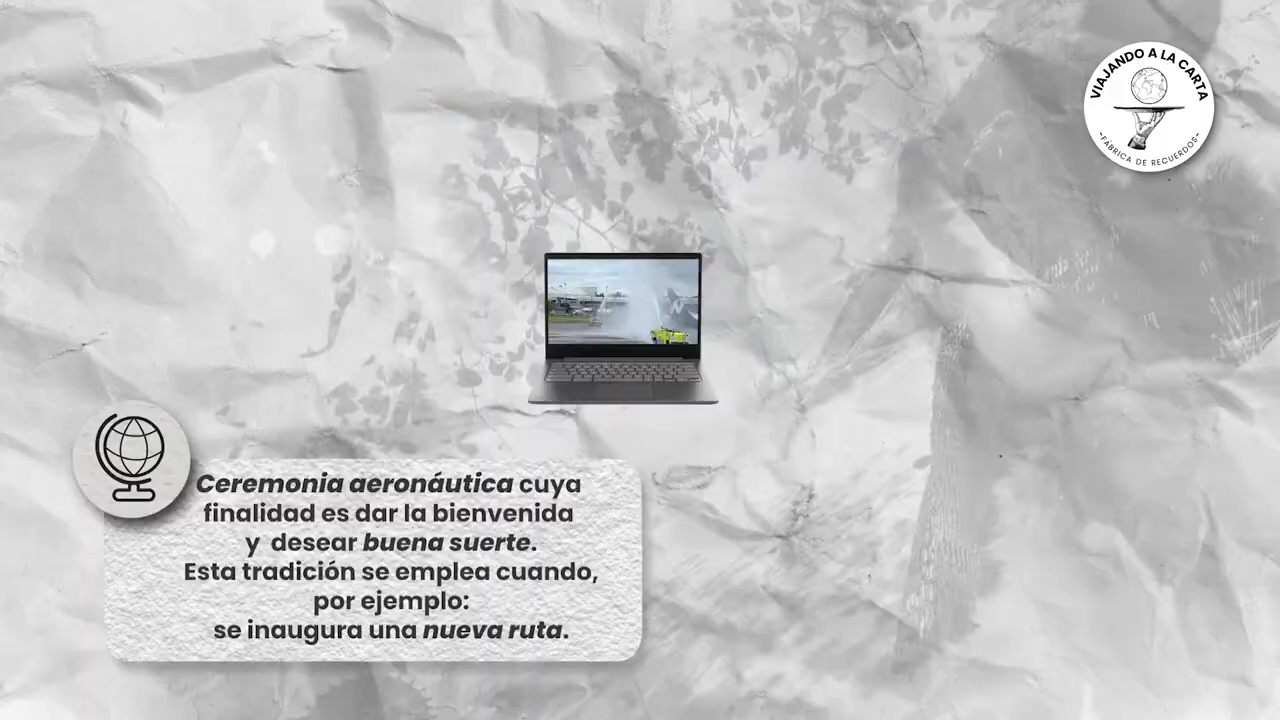 VIAJANDO A LA CARTA
~FÁBRICA DE RECUERDOS~
Ceremonia aeronáutica cuya
finalidad es dar la bienvenida
y desear buena suerte.
Esta tradición se emplea cuando,
por ejemplo:
se inaugura una nueva ruta.